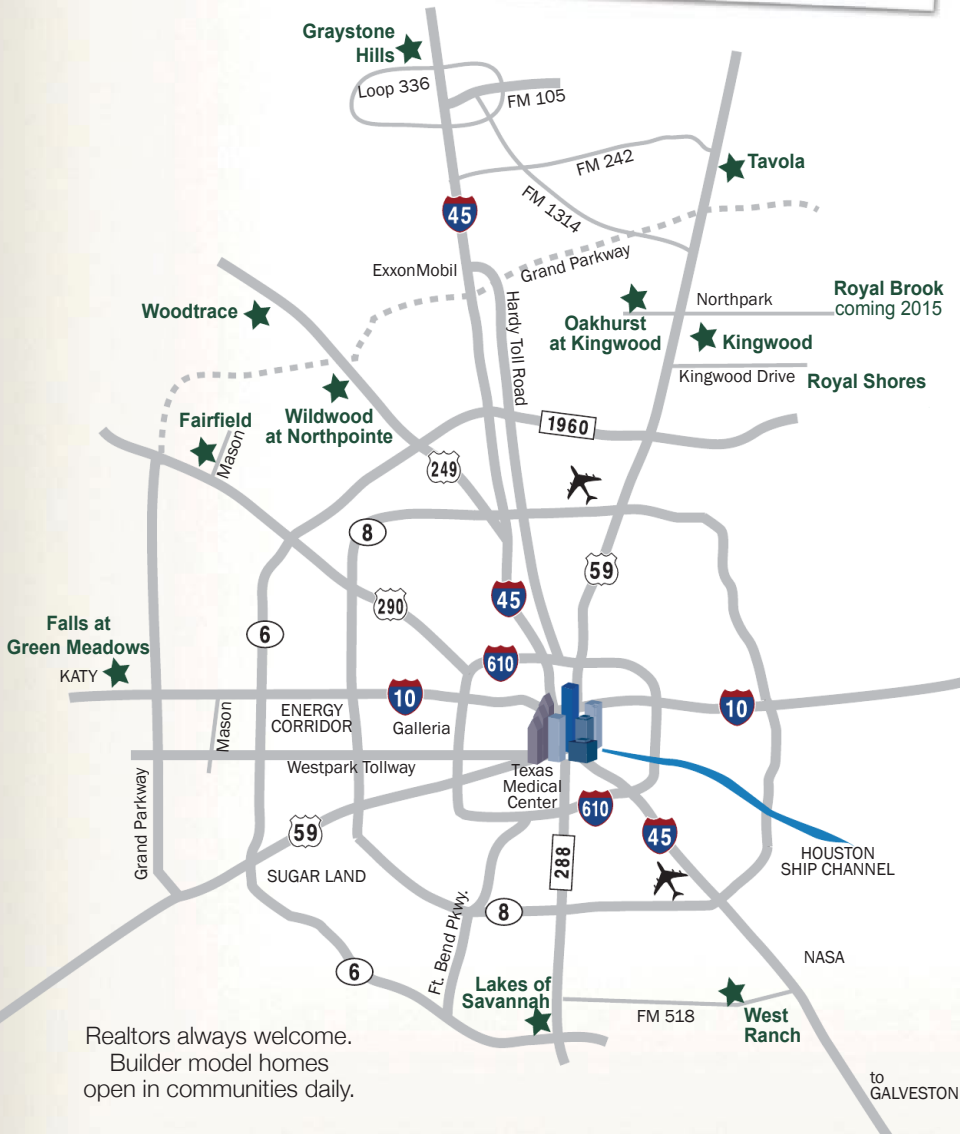 Graystone
Hills
Loop 336
FM 105
FM 242
Tavola
FM 1314
45
Grand Parkway
ExxonMobil
Hardy Toll Road
Woodtrace
Northpark
Royal Brook
coming 2015
Oakhurst
at Kingwood
Kingwood
Kingwood Drive
Royal Shores
Wildwood
at Northpointe
Fairfield
Mason
1960
249
8
59
290
45
6
Falls at
Green Meadows
KATY
610
10
10
Mason
ENERGY
CORRIDOR
Galleria
Westpark Tollway
Texas
Medical
Center
Grand Parkway
610
59
45
288
HOUSTON
SHIP CHANNEL
SUGAR LAND
Ft. Bend Pkwy.
8
6
NASA
Lakes of
Savannah
FM 518
West
Ranch
Realtors always welcome.
Builder model homes
open in communities daily.
to
GALVESTON